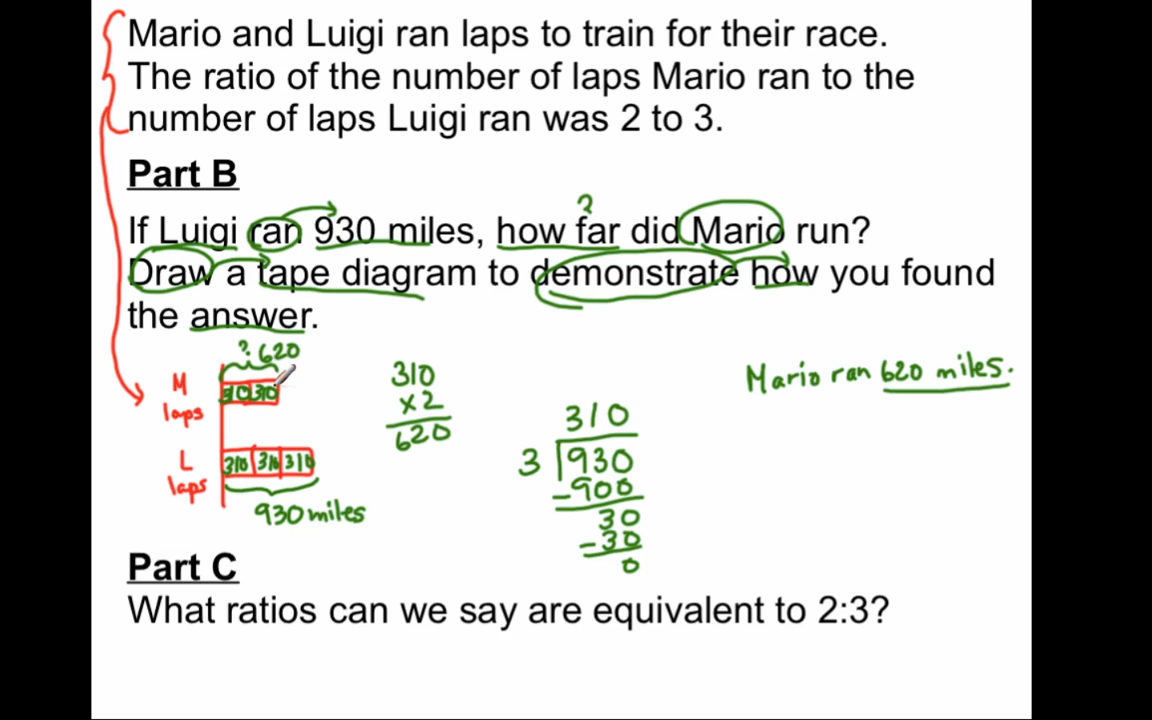 Mario and Luigi ran laps to train for their race.
The ratio of the number of laps Mario ran to the
number of laps Luigi ran was 2 to 3.
Part B
?
If Luigi ran 930 miles, how far did Mario run?
Draw a tape diagram to demonstrate how you found
the answer.
? 620
M
laps
310 310
L
laps
310 310 310
930 miles
310
x2
620
310
3 930
-900
30
-30
0
Mario ran 620 miles.
Part C
What ratios can we say are equivalent to 2:3?